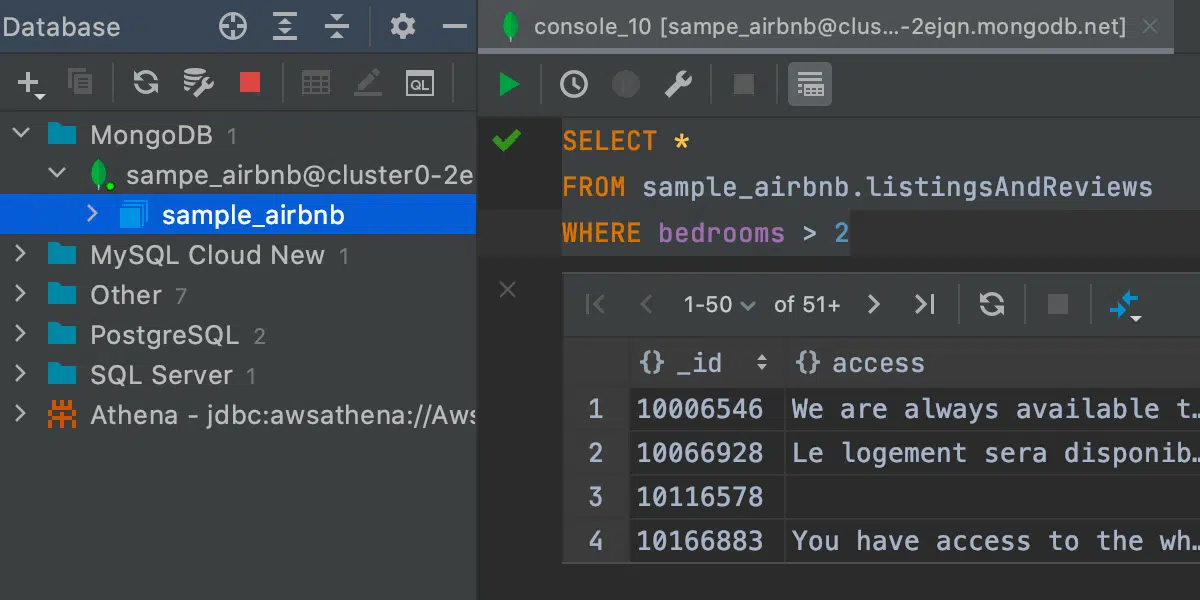 Database
console_10 [sampe_airbnb@clus...-2ejqn.mongodb.net]
QL
MongoDB 1
sampe_airbnb@cluster0-2e
sample_airbnb
MySQL Cloud New 1
Other 7
PostgreSQL 2
SQL Server 1
Athena - jdbc:awsathena://Aws
SELECT *
FROM sample_airbnb.listingsAndReviews
WHERE bedrooms > 2
1-50 of 51+
{} _id {} access
1 10006546 We are always available t…
2 10066928 Le logement sera disponib…
3 10116578
4 10166883 You have access to the wh…